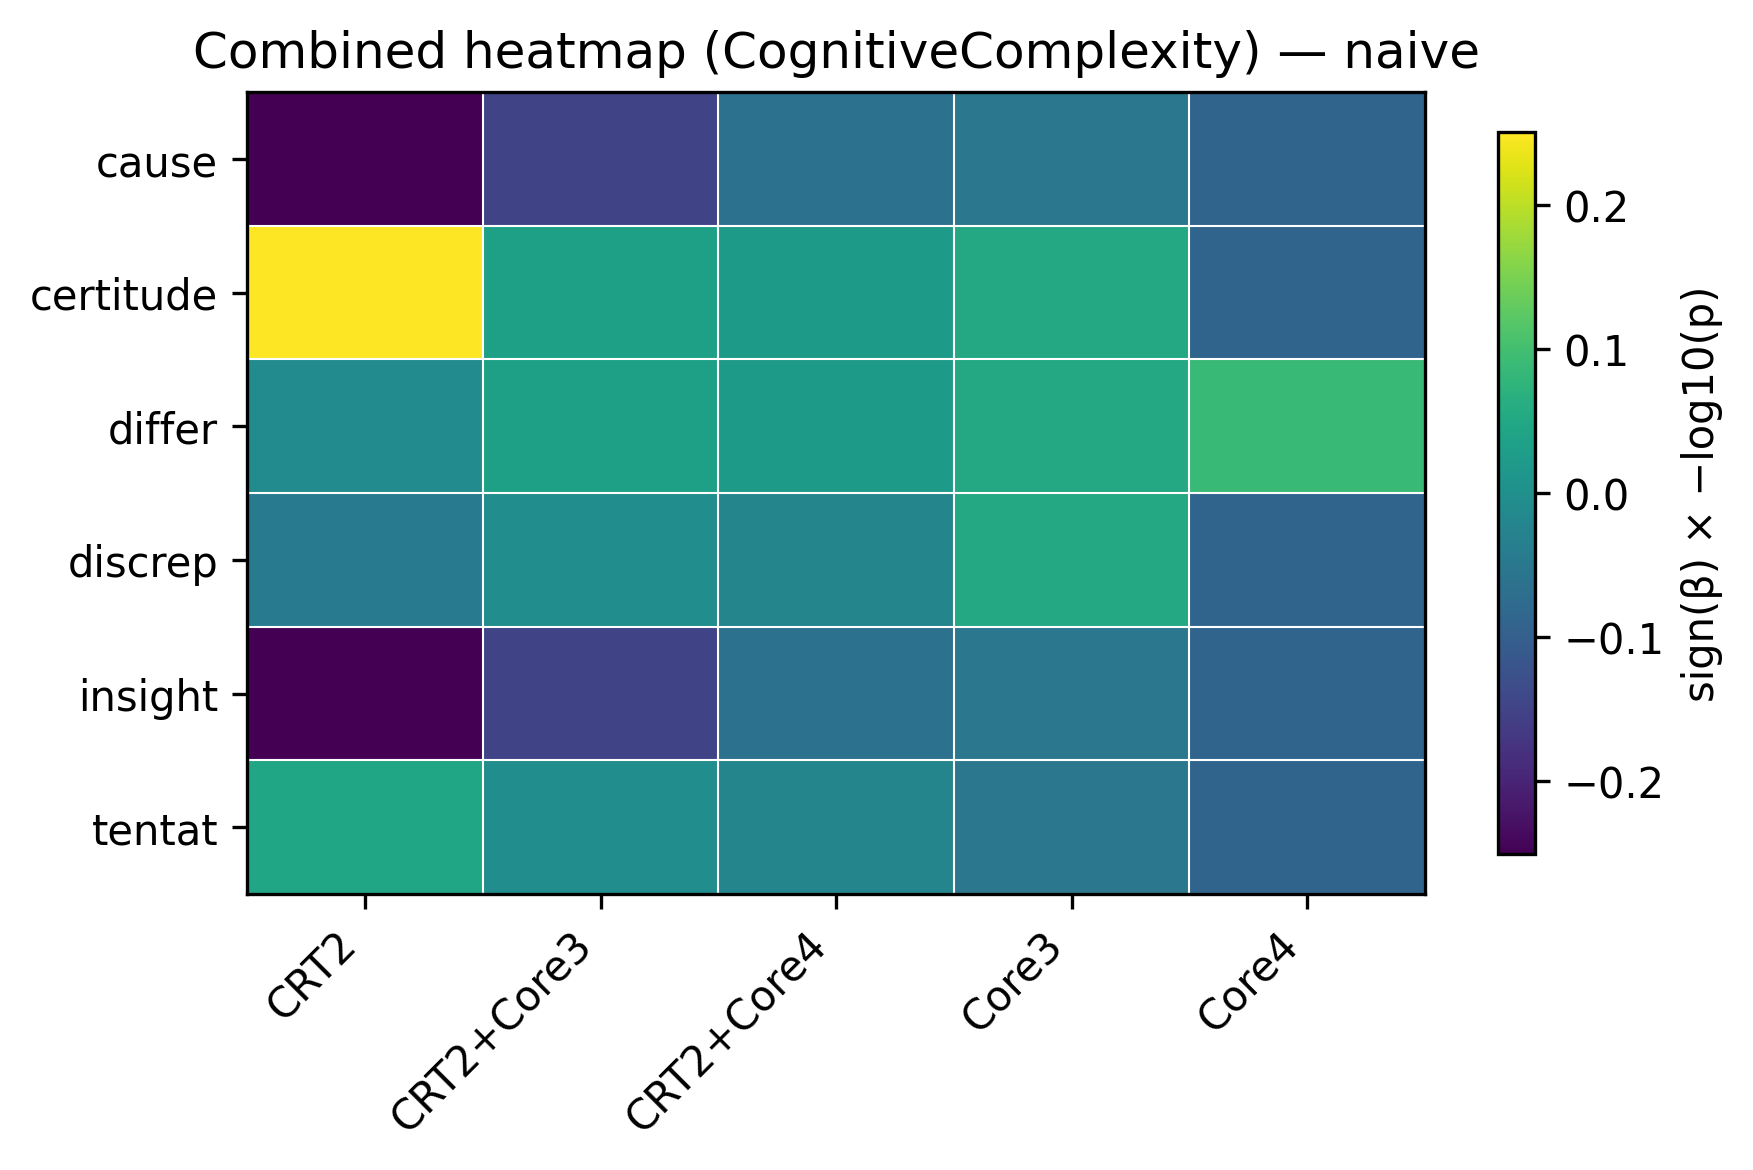 Combined heatmap (CognitiveComplexity) — naive
cause
certitude
differ
discrep
insight
tentat
CRT2
CRT2+Core3
CRT2+Core4
Core3
Core4
0.2
0.1
0.0
−0.1
−0.2
sign(β) × −log10(p)